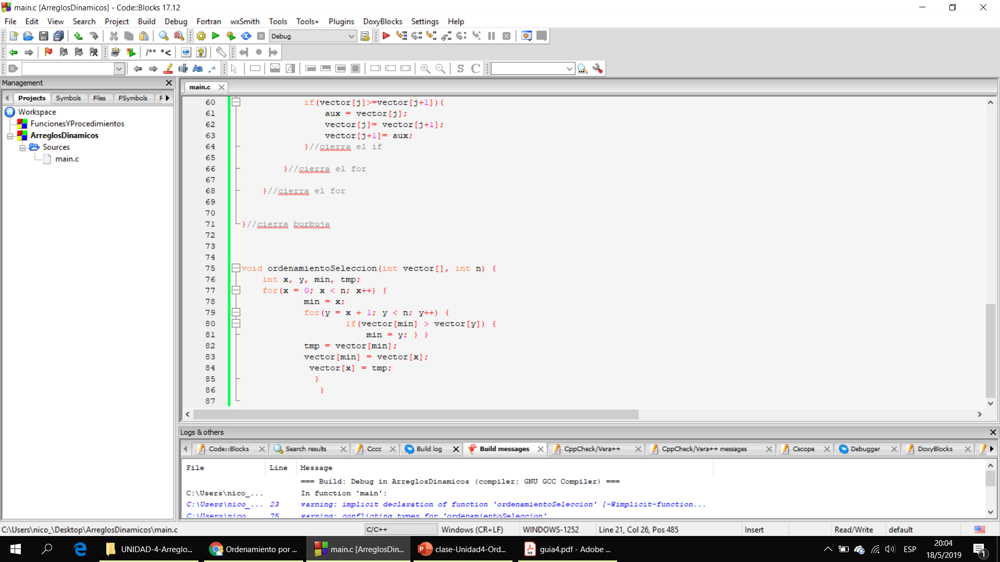 main.c [ArreglosDinamicos] - Code::Blocks 17.12
File Edit View Search Project Build Debug Fortran wxSmith Tools Tools+ Plugins DoxyBlocks Settings Help
Debug
/** *<
Aa .*
S C
Management
Projects Symbols Files FSymbols
Workspace
FuncionesYProcedimientos
ArreglosDinamicos
Sources
main.c
main.c
60 if(vector[j]>=vector[j+1]){
61 aux = vector[j];
62 vector[j]= vector[j+1];
63 vector[j+1]= aux;
64 }//cierra el if
65
66 }//cierra el for
67
68 }//cierra el for
69
70
71 }//cierra burbuja
72
73
74
75 void ordenamientoSeleccion(int vector[], int n) {
76 int x, y, min, tmp;
77 for(x = 0; x < n; x++) {
78 min = x;
79 for(y = x + 1; y < n; y++) {
80 if(vector[min] > vector[y]) {
81 min = y; } }
82 tmp = vector[min];
83 vector[min] = vector[x];
84 vector[x] = tmp;
85 }
86 }
87
Logs & others
Code::Blocks Search results Cccc Build log Build messages CppCheck/Vera++ CppCheck/Vera++ messages Cscope Debugger DoxyBlocks
File Line Message
=== Build: Debug in ArreglosDinamicos (compiler: GNU GCC Compiler) ===
C:\Users\nico_... In function 'main':
C:\Users\nico_... 23 warning: implicit declaration of function 'ordenamientoSeleccion' [-Wimplicit-function...
C:\Users\nico 75 warning: conflicting types for 'ordenamientoSeleccion'
C:\Users\nico_\Desktop\ArreglosDinamicos\main.c C/C++ Windows (CR+LF) WINDOWS-1252 Line 21, Col 26, Pos 485 Insert Read/Write default
UNIDAD-4-Arreglo... Ordenamiento por ... main.c [ArreglosDin... clase-Unidad4-Ord... guia4.pdf - Adobe ... ESP 20:04
18/5/2019
1